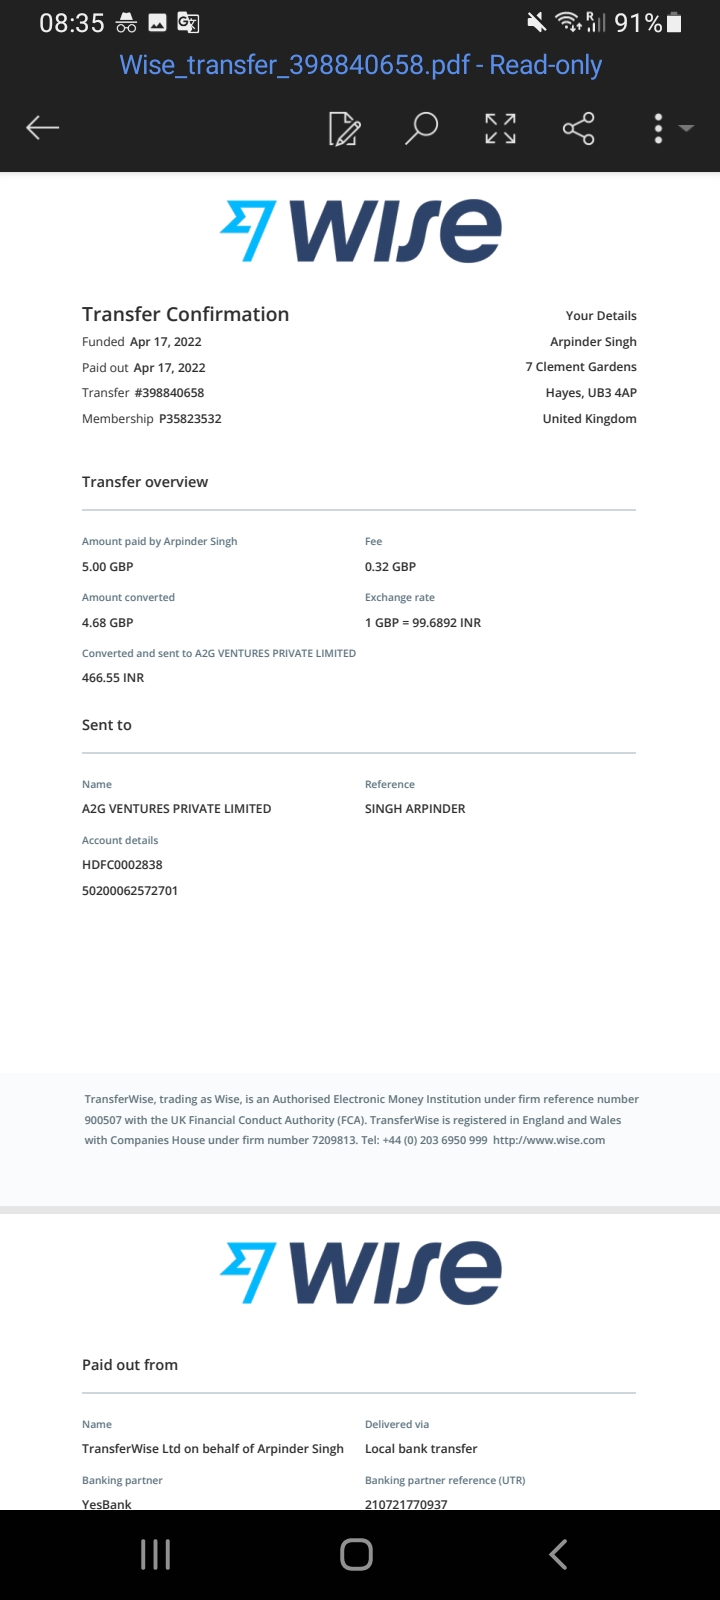 08:35
91%
Wise_transfer_398840658.pdf - Read-only
WISE
Transfer Confirmation
Funded Apr 17, 2022
Paid out Apr 17, 2022
Transfer #398840658
Membership P35823532
Your Details
Arpinder Singh
7 Clement Gardens
Hayes, UB3 4AP
United Kingdom
Transfer overview
Amount paid by Arpinder Singh
5.00 GBP
Fee
0.32 GBP
Amount converted
4.68 GBP
Exchange rate
1 GBP = 99.6892 INR
Converted and sent to A2G VENTURES PRIVATE LIMITED
466.55 INR
Sent to
Name
A2G VENTURES PRIVATE LIMITED
Reference
SINGH ARPINDER
Account details
HDFC0002838
50200062572701
TransferWise, trading as Wise, is an Authorised Electronic Money Institution under firm reference number
900507 with the UK Financial Conduct Authority (FCA). TransferWise is registered in England and Wales
with Companies House under firm number 7209813. Tel: +44 (0) 203 6950 999 http://www.wise.com
WISE
Paid out from
Name
TransferWise Ltd on behalf of Arpinder Singh
Delivered via
Local bank transfer
Banking partner
YesBank
Banking partner reference (UTR)
210721770937